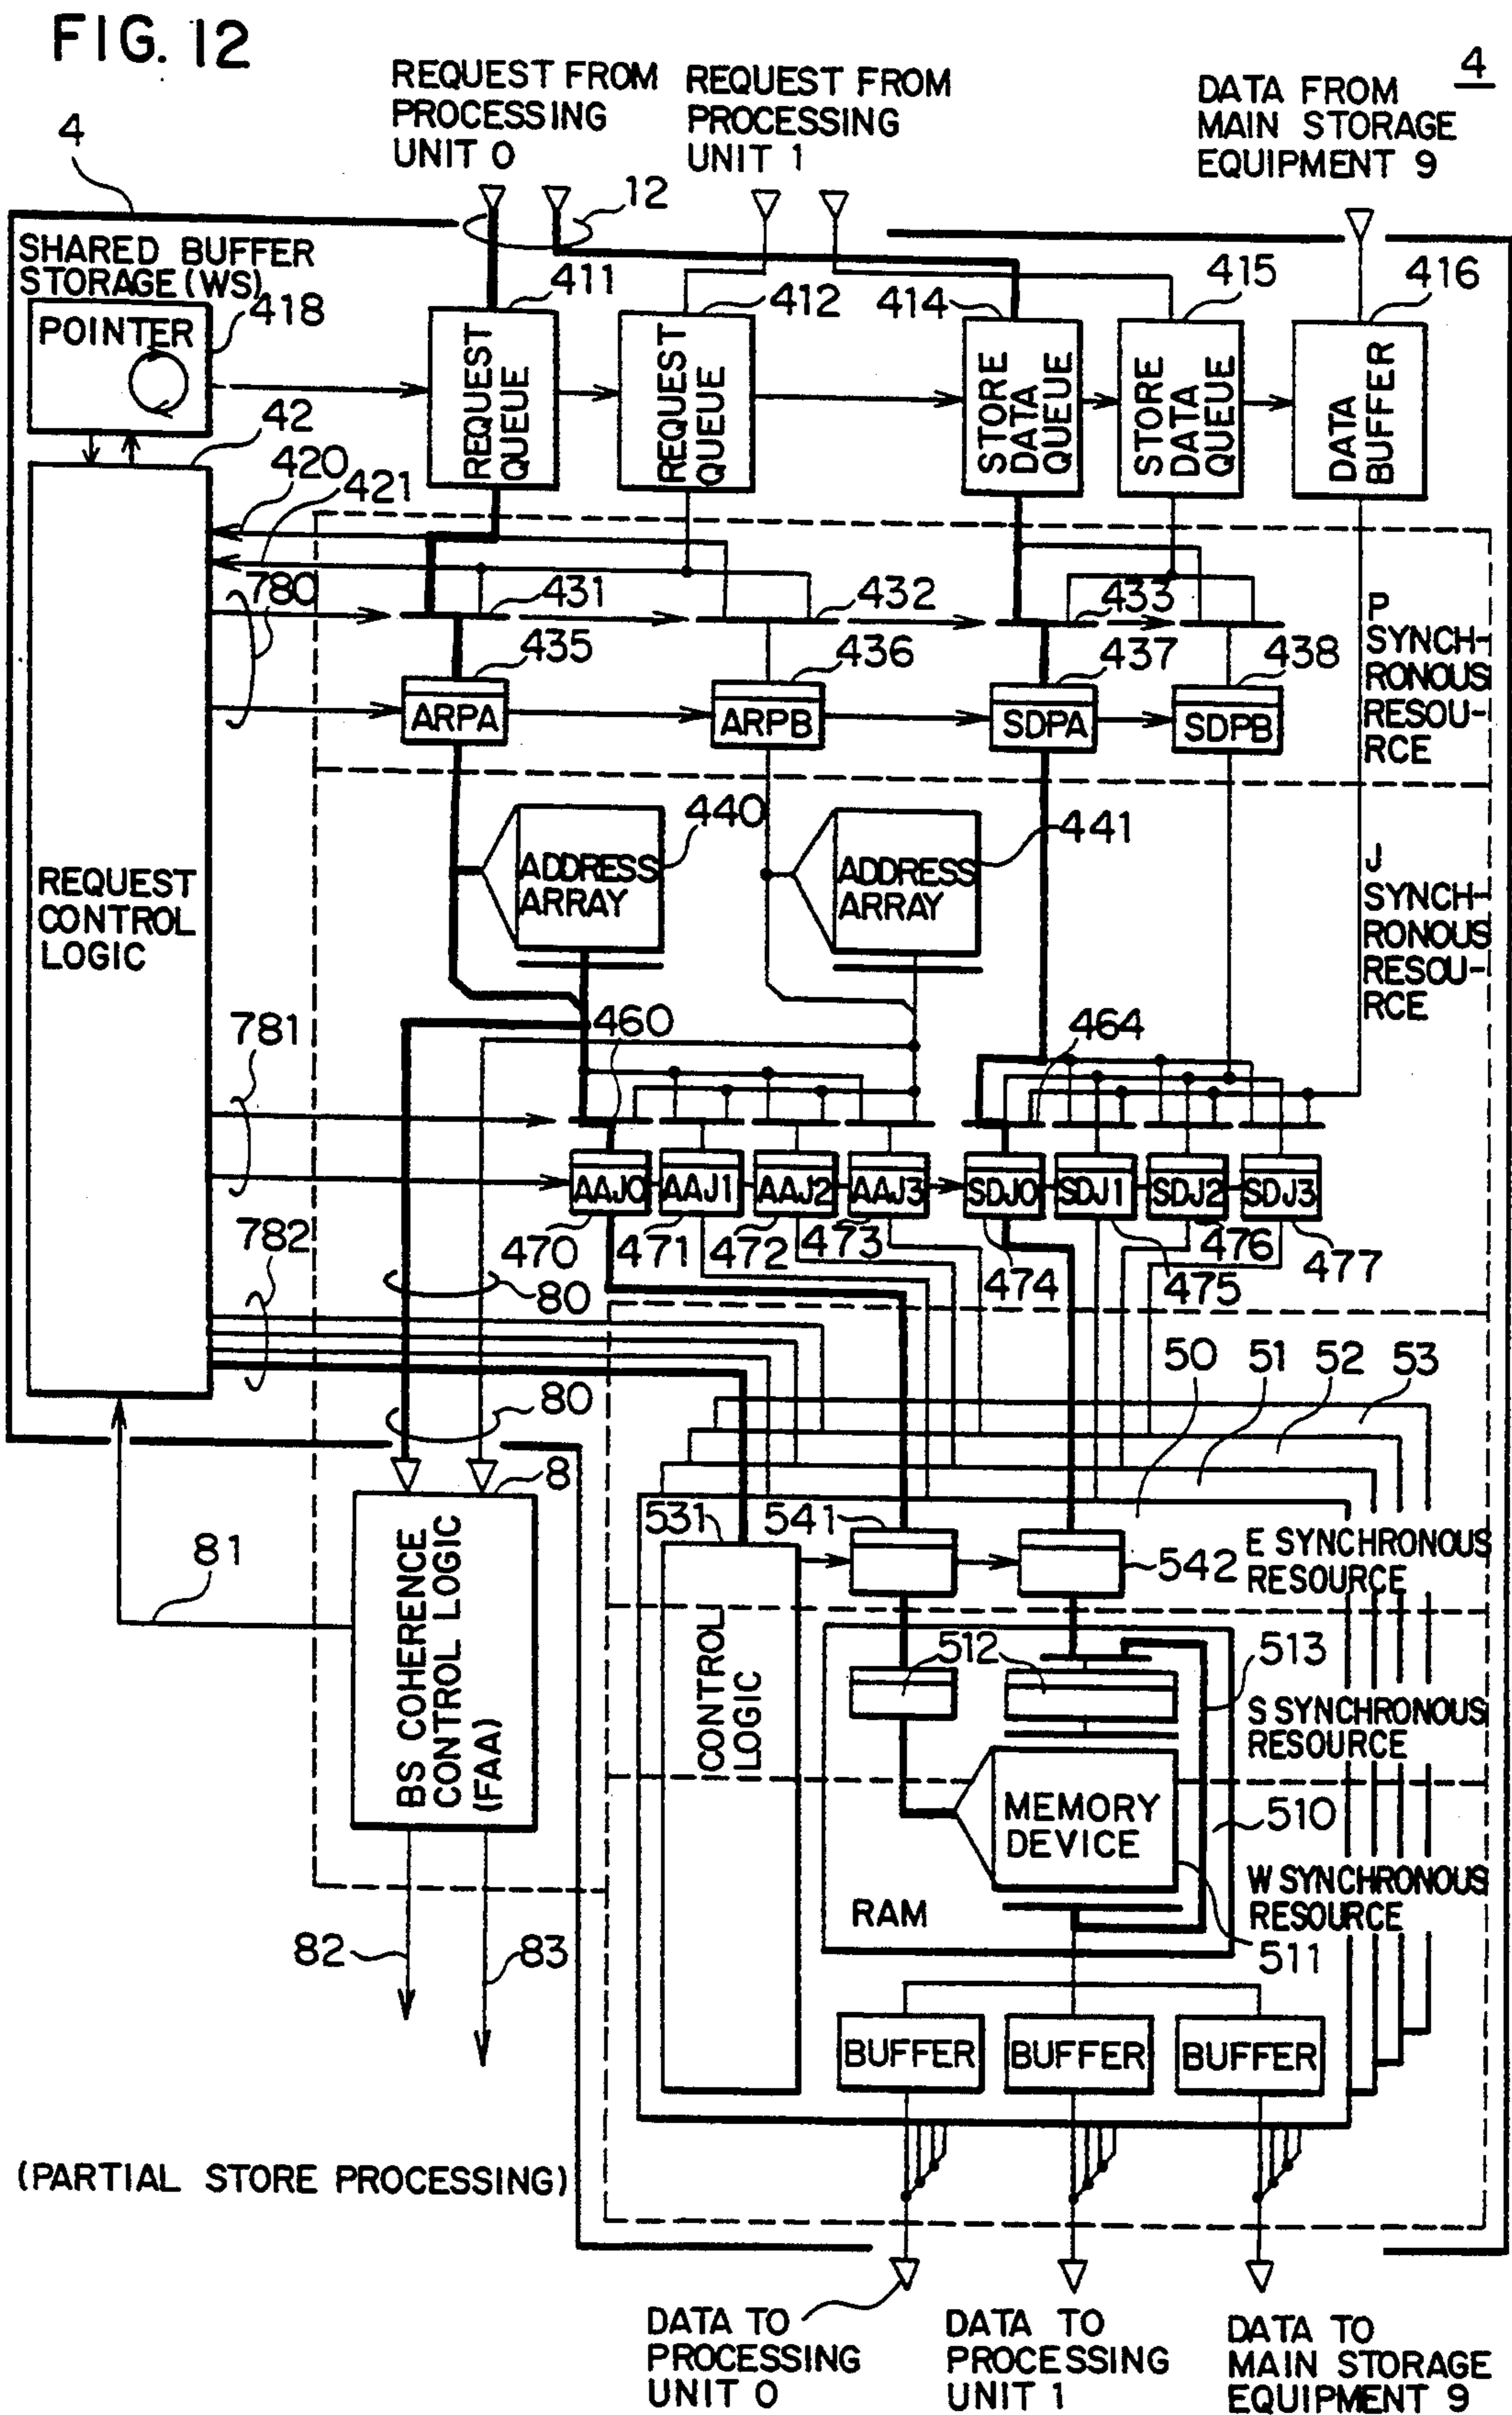 FIG. 12
4
REQUEST FROM
PROCESSING
UNIT 0
REQUEST FROM
PROCESSING
UNIT 1
DATA FROM
MAIN STORAGE
EQUIPMENT 9
4
12
SHARED BUFFER
STORAGE (WS)
POINTER
418
411
412
414
415
416
REQUEST
QUEUE
REQUEST
QUEUE
STORE
DATA
QUEUE
STORE
DATA
QUEUE
DATA
BUFFER
42
420
421
780
431
432
433
435
436
437
438
ARPA
ARPB
SDPA
SDPB
P
SYNCH-
RONOUS
RESOU-
RCE
REQUEST
CONTROL
LOGIC
ADDRESS
ARRAY
440
ADDRESS
ARRAY
441
J
SYNCH-
RONOUS
RESOU-
RCE
781
460
464
AAJ0
AAJ1
AAJ2
AAJ3
SDJ0
SDJ1
SDJ2
SDJ3
470
471
472
473
474
475
476
477
782
80
80
50
51
52
53
8
531
541
542
E SYNCHRONOUS
RESOURCE
81
BS COHERENCE
CONTROL LOGIC
(FAA)
CONTROL
LOGIC
512
513
S SYNCHRONOUS
RESOURCE
MEMORY
DEVICE
510
W SYNCHRONOUS
RESOURCE
RAM
511
82
83
BUFFER
BUFFER
BUFFER
(PARTIAL STORE PROCESSING)
DATA TO
PROCESSING
UNIT 0
DATA TO
PROCESSING
UNIT 1
DATA TO
MAIN STORAGE
EQUIPMENT 9